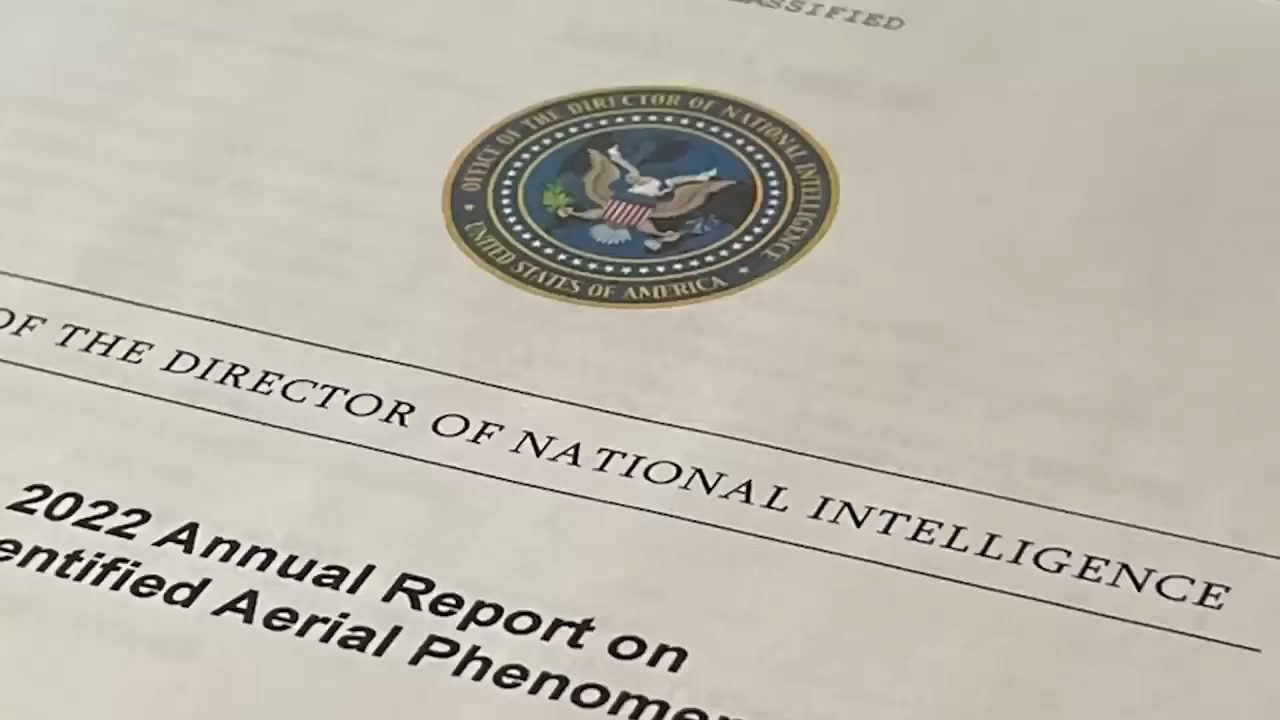 ASSIFIED
OFFICE OF THE DIRECTOR OF NATIONAL INTELLIGENCE
UNITED STATES OF AMERICA
OF THE DIRECTOR OF NATIONAL INTELLIGENCE
2022 Annual Report on
entified Aerial Phenome